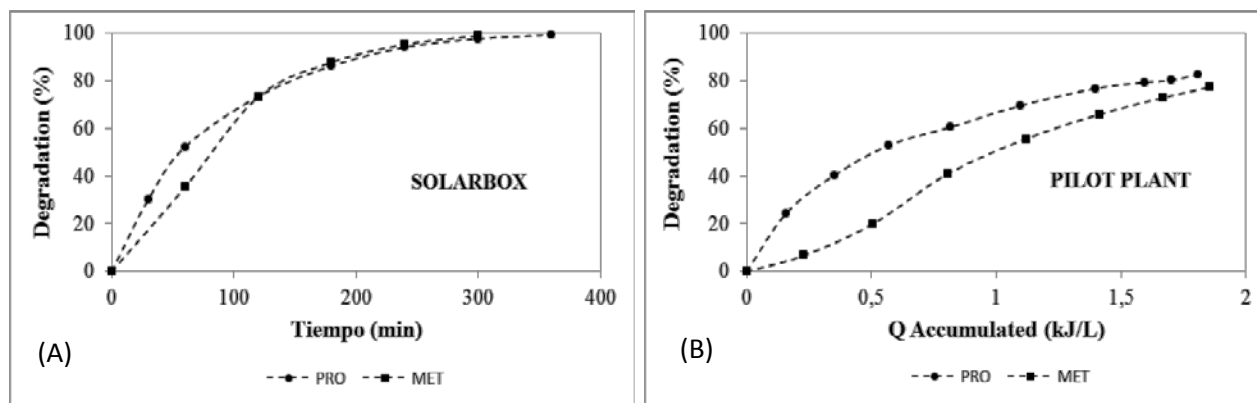 100
80
60
40
20
0
Degradation (%)
0 100 200 300 400
Tiempo (min)
SOLARBOX
(A)
PRO MET
100
80
60
40
20
0
Degradation (%)
0 0,5 1 1,5 2
Q Accumulated (kJ/L)
PILOT PLANT
(B)
PRO MET